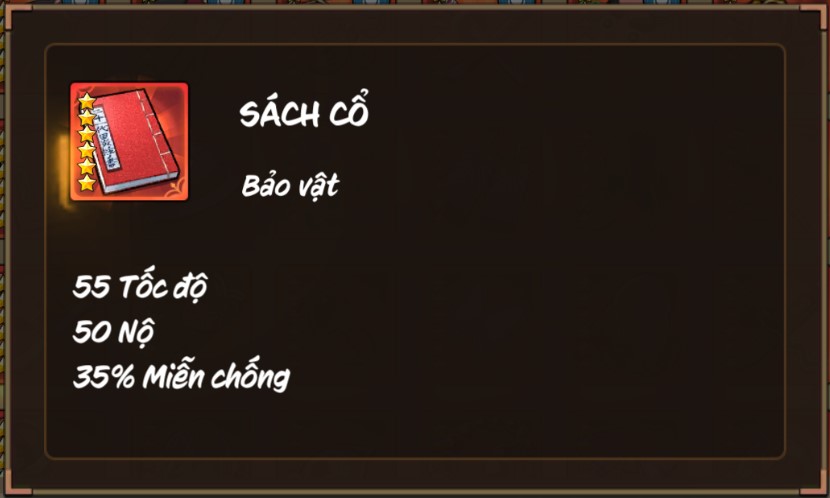 SÁCH CỔ
Bảo vật
55 Tốc độ
50 Nộ
35% Miễn chống